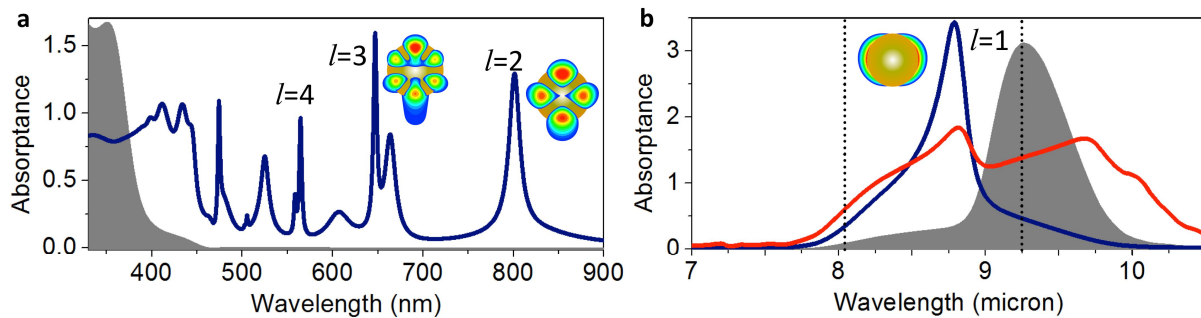 a
Absorptance
1.5
1.0
0.5
0.0
l=4
l=3
l=2
400 500 600 700 800 900
Wavelength (nm)
b
Absorptance
3
2
1
0
l=1
7 8 9 10
Wavelength (micron)